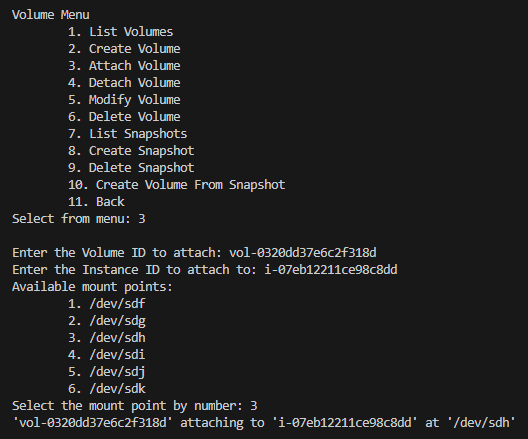 Volume Menu
1. List Volumes
2. Create Volume
3. Attach Volume
4. Detach Volume
5. Modify Volume
6. Delete Volume
7. List Snapshots
8. Create Snapshot
9. Delete Snapshot
10. Create Volume From Snapshot
11. Back
Select from menu: 3
Enter the Volume ID to attach: vol-0320dd37e6c2f318d
Enter the Instance ID to attach to: i-07eb12211ce98c8dd
Available mount points:
1. /dev/sdf
2. /dev/sdg
3. /dev/sdh
4. /dev/sdi
5. /dev/sdj
6. /dev/sdk
Select the mount point by number: 3
'vol-0320dd37e6c2f318d' attaching to 'i-07eb12211ce98c8dd' at '/dev/sdh'